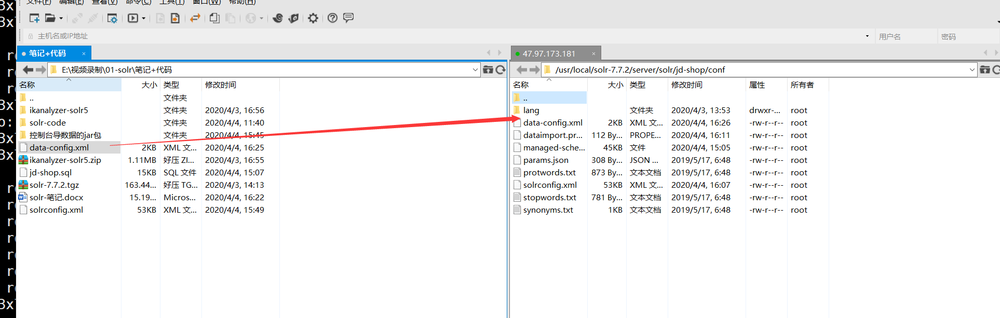 文件(F) 编辑(E) 查看(V) 命令(C) 工具(T) 窗口(W) 帮助(H)
主机名或IP地址 用户名 密码
笔记+代码 × 47.97.173.181 ×
E:\视频录制\01-solr\笔记+代码 /usr/local/solr-7.7.2/server/solr/jd-shop/conf
名称 大小 类型 修改时间 名称 大小 类型 修改时间 属性 所有者
.. 文件夹 ..
ikanalyzer-solr5 文件夹 2020/4/3, 16:56 lang 文件夹 2020/4/3, 13:53 drwxr-... root
solr-code 文件夹 2020/4/4, 11:40 data-config.xml 2KB XML 文... 2020/4/4, 16:26 -rw-r--r-- root
控制台导数据的jar包 文件夹 2020/4/4, 15:45 dataimport.pr... 112 By... PROPE... 2020/4/4, 16:11 -rw-r--r-- root
data-config.xml 2KB XML 文... 2020/4/4, 16:25 managed-sche... 45KB 文件 2020/4/4, 15:05 -rw-r--r-- root
ikanalyzer-solr5.zip 1.11MB 好压 ZI... 2020/4/3, 16:55 params.json 308 By... JSON ... 2019/5/17, 6:48 -rw-r--r-- root
jd-shop.sql 15KB SQL 文件 2020/4/4, 15:07 protwords.txt 873 By... 文本文档 2019/5/17, 6:48 -rw-r--r-- root
solr-7.7.2.tgz 163.44... 好压 TG... 2020/4/3, 14:13 solrconfig.xml 53KB XML 文... 2020/4/4, 16:07 -rw-r--r-- root
solr-笔记.docx 15.19... Micros... 2020/4/4, 16:22 stopwords.txt 781 By... 文本文档 2019/5/17, 6:48 -rw-r--r-- root
solrconfig.xml 53KB XML 文... 2020/4/4, 15:49 synonyms.txt 1KB 文本文档 2019/5/17, 6:48 -rw-r--r-- root